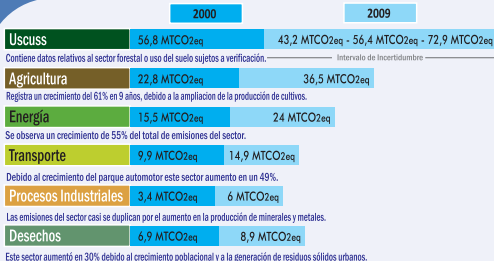 2000 2009
Uscuss 56,8 MTCO2eq 43,2 MTCO2eq - 56,4 MTCO2eq - 72,9 MTCO2eq
Contiene datos relativos al sector forestal o uso del suelo sujetos a verificación. Intervalo de Incertidumbre
Agricultura 22,8 MTCO2eq 36,5 MTCO2eq
Registra un crecimiento del 61% en 9 años, debido a la ampliacion de la producción de cultivos.
Energía 15,5 MTCO2eq 24 MTCO2eq
Se observa un crecimiento de 55% del total de emisiones del sector.
Transporte 9,9 MTCO2eq 14,9 MTCO2eq
Debido al crecimiento del parque automotor este sector aumento en un 49%.
Procesos Industriales 3,4 MTCO2eq 6 MTCO2eq
Las emisiones del sector casi se duplican por el aumento en la producción de minerales y metales.
Desechos 6,9 MTCO2eq 8,9 MTCO2eq
Este sector aumentó en 30% debido al crecimiento poblacional y a la generación de residuos sólidos urbanos.